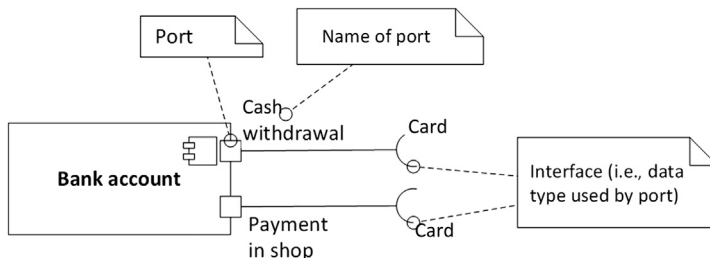 Port
Name of port
Cash
withdrawal
Card
Bank account
Interface (i.e., data
type used by port)
Payment
in shop
Card